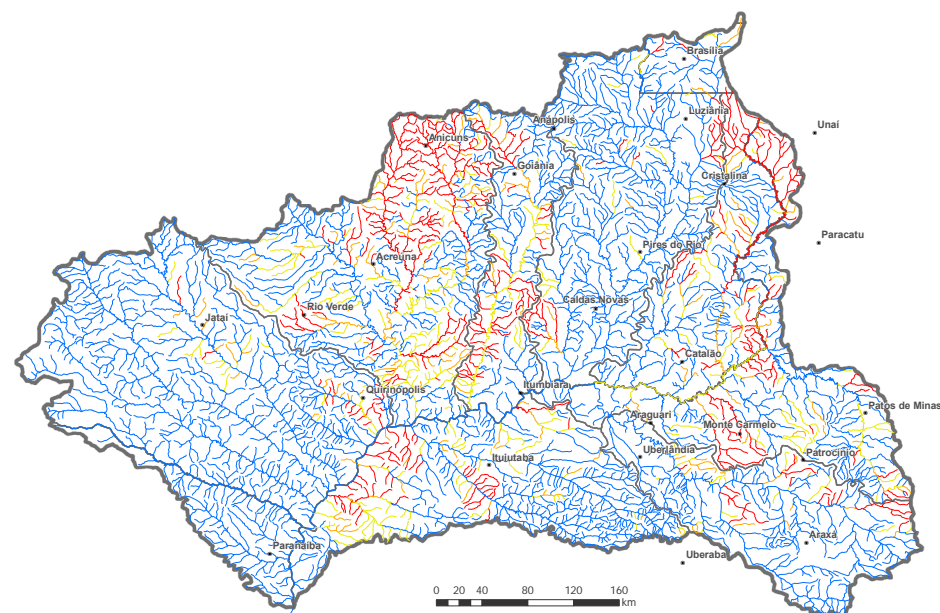 Brasília
Luziânia
Unaí
Anápolis
Anicuns
Goiânia
Cristalina
Paracatu
Pires do Rio
Acreúna
Caldas Novas
Rio Verde
Jataí
Catalão
Quirinópolis
Itumbiara
Patos de Minas
Araguari
Monte Carmelo
Uberlândia
Patrocínio
Ituiutaba
Araxá
Paranaíba
Uberaba
0 20 40 80 120 160
km